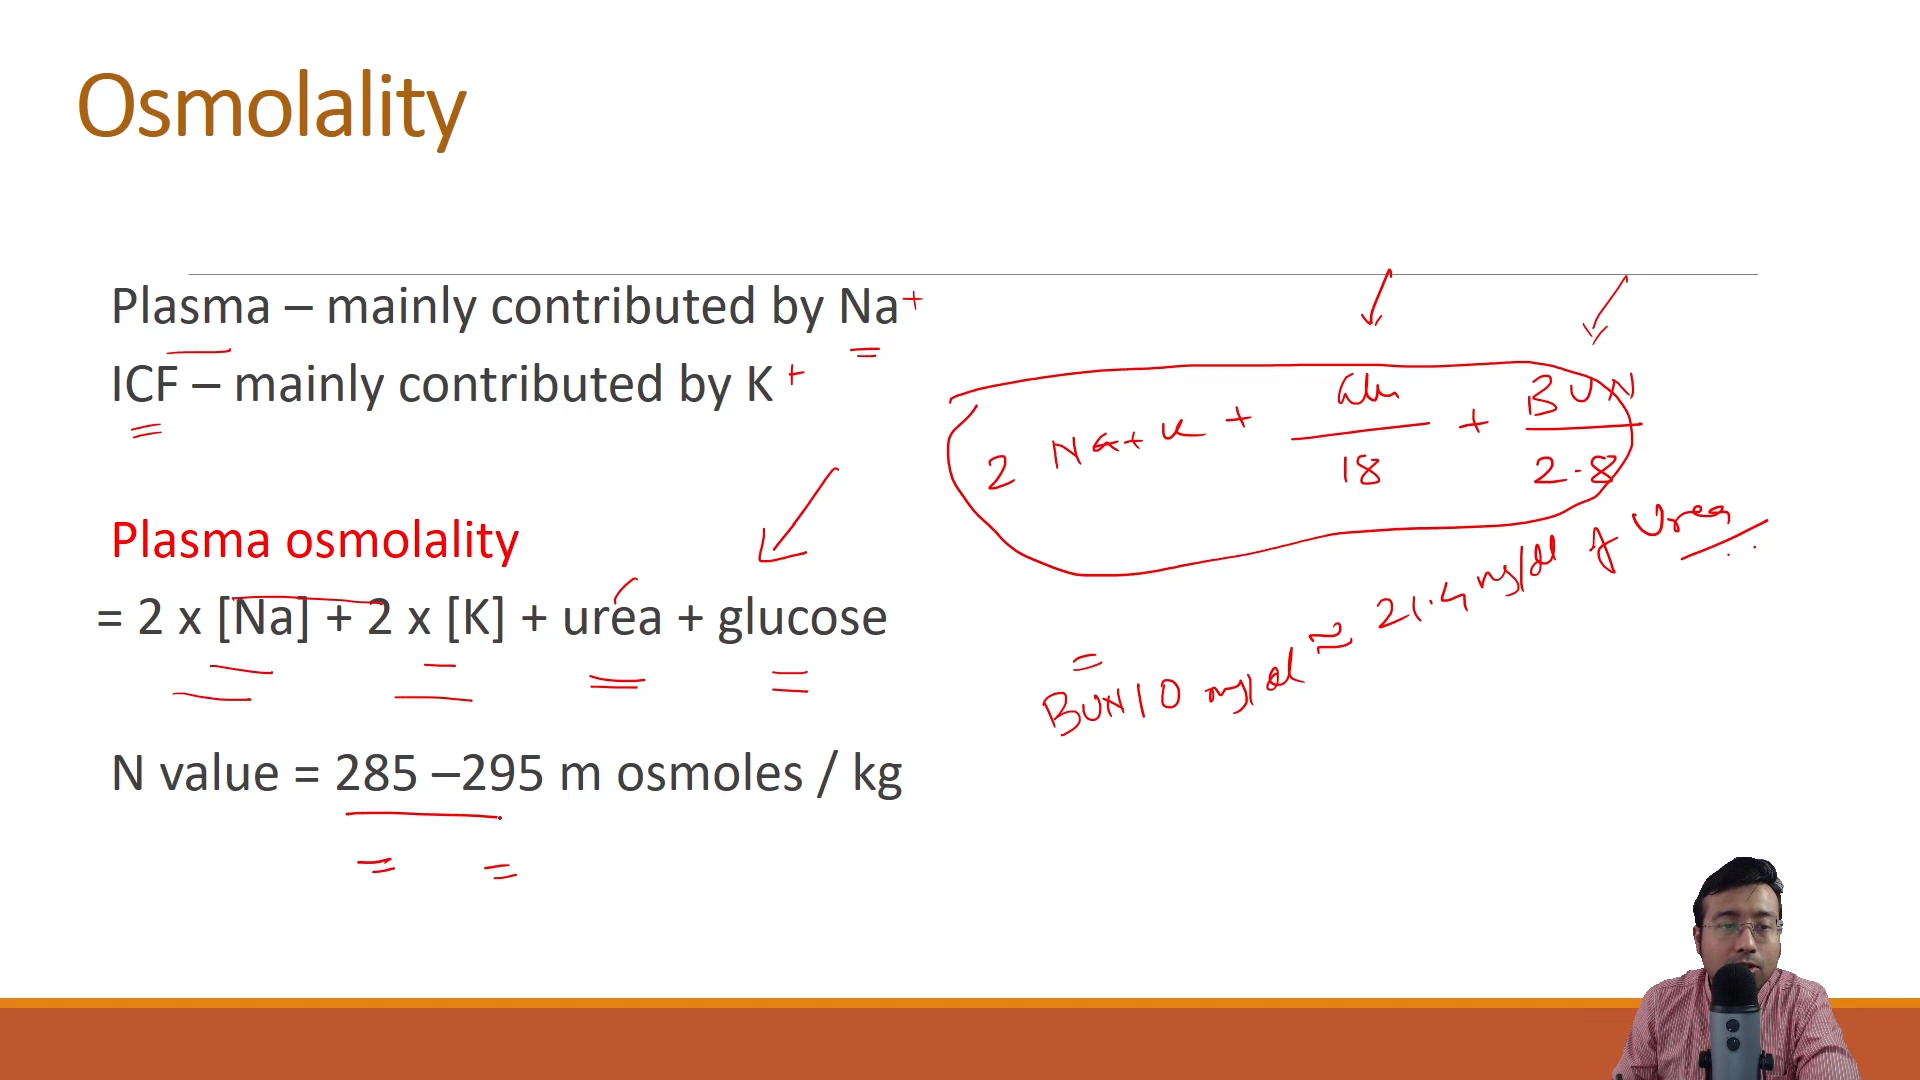 Osmolality
Plasma – mainly contributed by Na+
ICF – mainly contributed by K +
Plasma osmolality
= 2 x [Na] + 2 x [K] + urea + glucose
N value = 285 –295 m osmoles / kg
2 Na + K + Glu/18 + BUN/2.8
= BUN 10 mg/dl ≈ 21.4 mg/dl of Urea